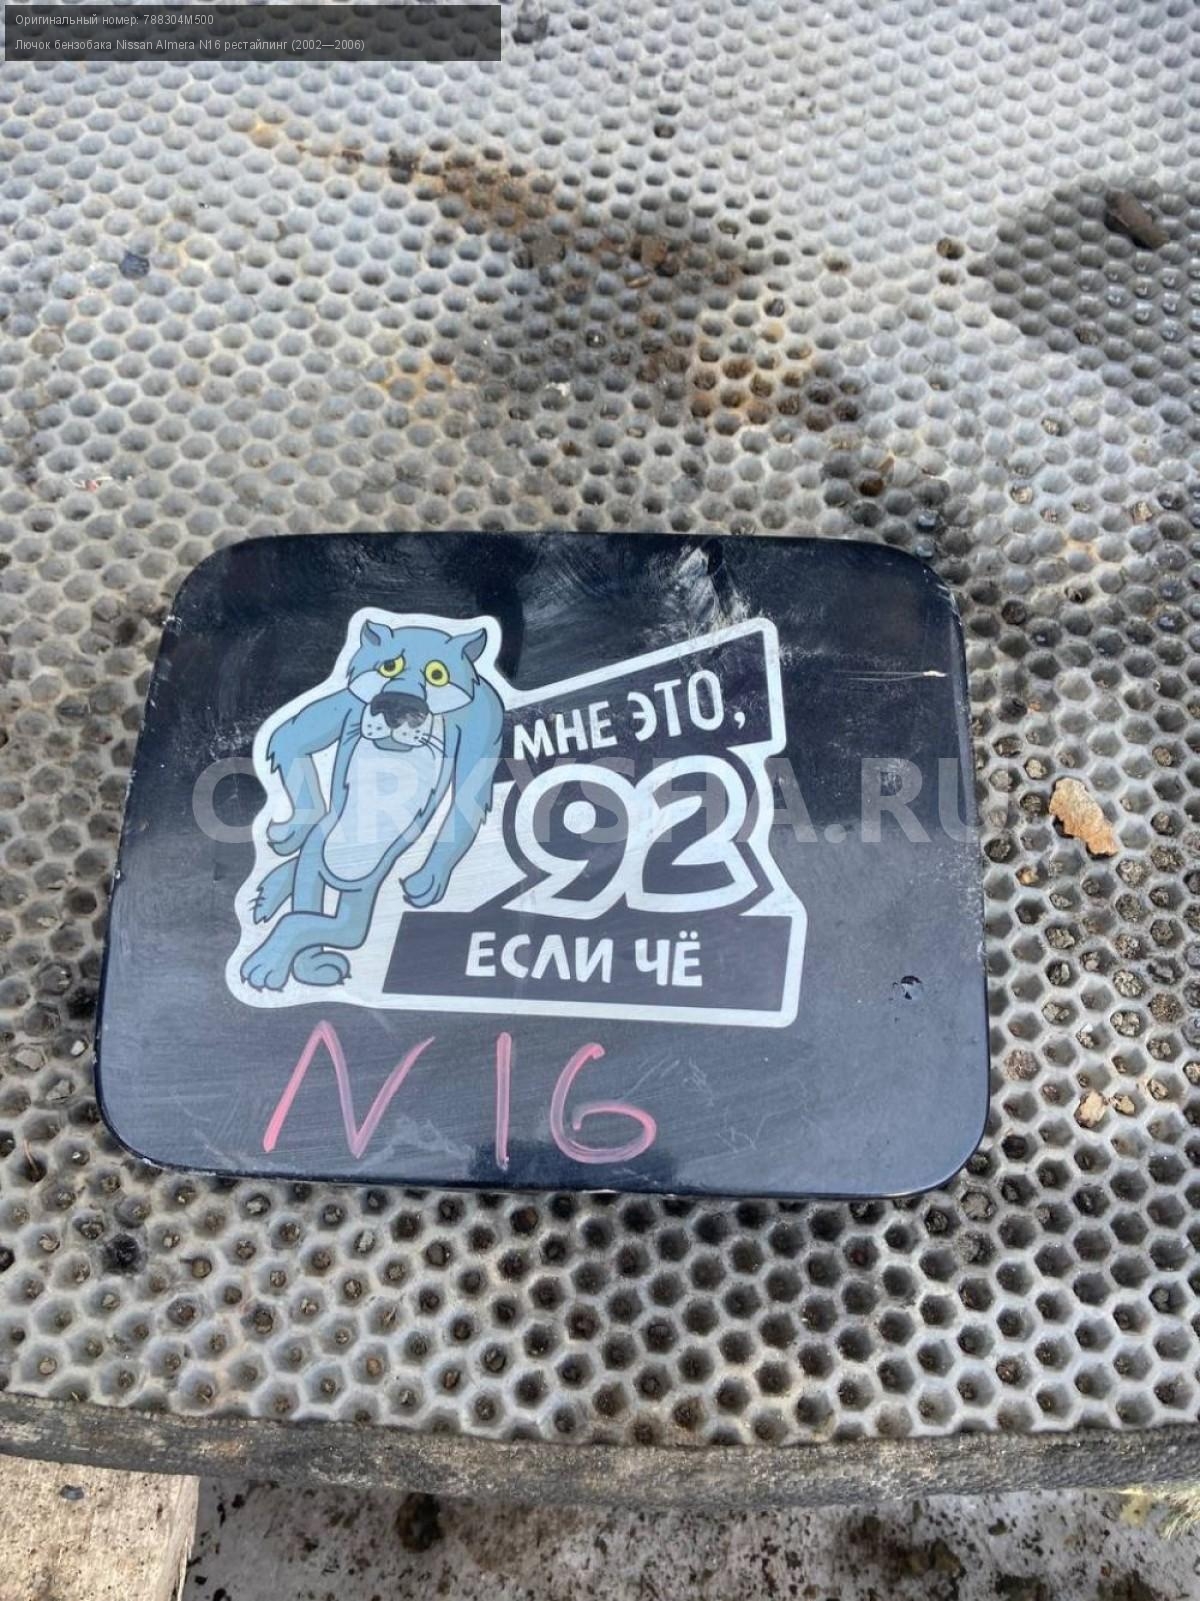 Оригинальный номер: 788304M500
Лючок бензобака Nissan Almera N16 рестайлинг (2002—2006)
МНЕ ЭТО,
92
ЕСЛИ ЧЁ
CARKYSHA.RU
N16